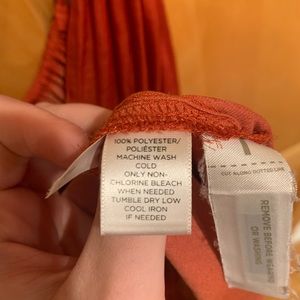 100% POLYESTER/
POLIÉSTER
MACHINE WASH
COLD
ONLY NON-
CHLORINE BLEACH
WHEN NEEDED
TUMBLE DRY LOW
COOL IRON
IF NEEDED
CUT ALONG DOTTED LINE
REMOVE BEFORE WEARING
OR WASHING